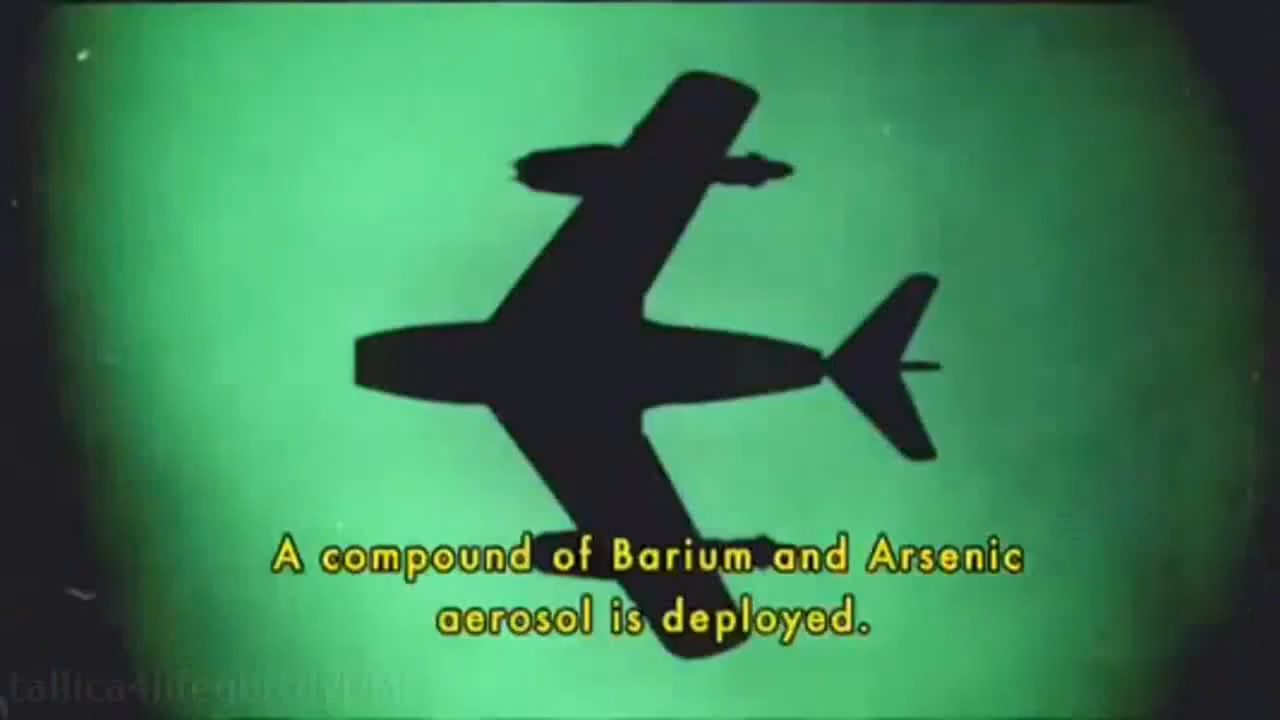 A compound of Barium and Arsenic
aerosol is deployed.